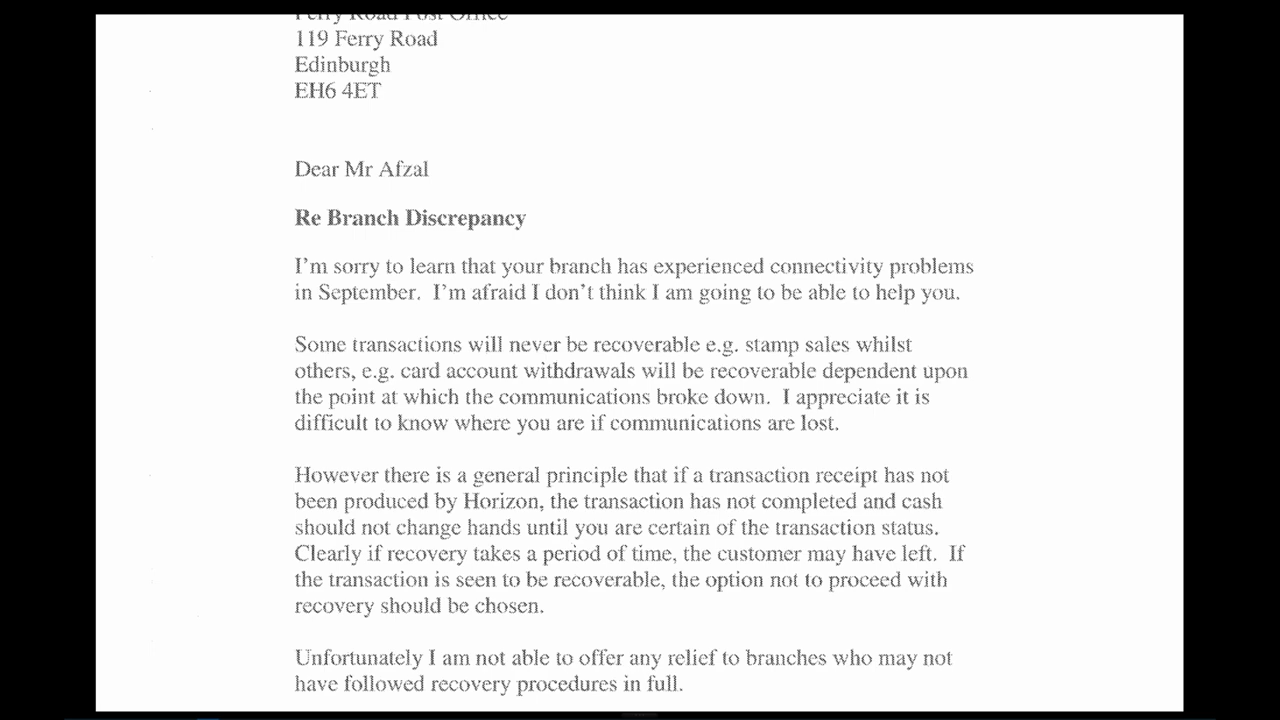 Ferry Road Post Office
119 Ferry Road
Edinburgh
EH6 4ET
Dear Mr Afzal
Re Branch Discrepancy
I'm sorry to learn that your branch has experienced connectivity problems
in September.  I'm afraid I don't think I am going to be able to help you.
Some transactions will never be recoverable e.g. stamp sales whilst
others, e.g. card account withdrawals will be recoverable dependent upon
the point at which the communications broke down.  I appreciate it is
difficult to know where you are if communications are lost.
However there is a general principle that if a transaction receipt has not
been produced by Horizon, the transaction has not completed and cash
should not change hands until you are certain of the transaction status.
Clearly if recovery takes a period of time, the customer may have left.  If
the transaction is seen to be recoverable, the option not to proceed with
recovery should be chosen.
Unfortunately I am not able to offer any relief to branches who may not
have followed recovery procedures in full.